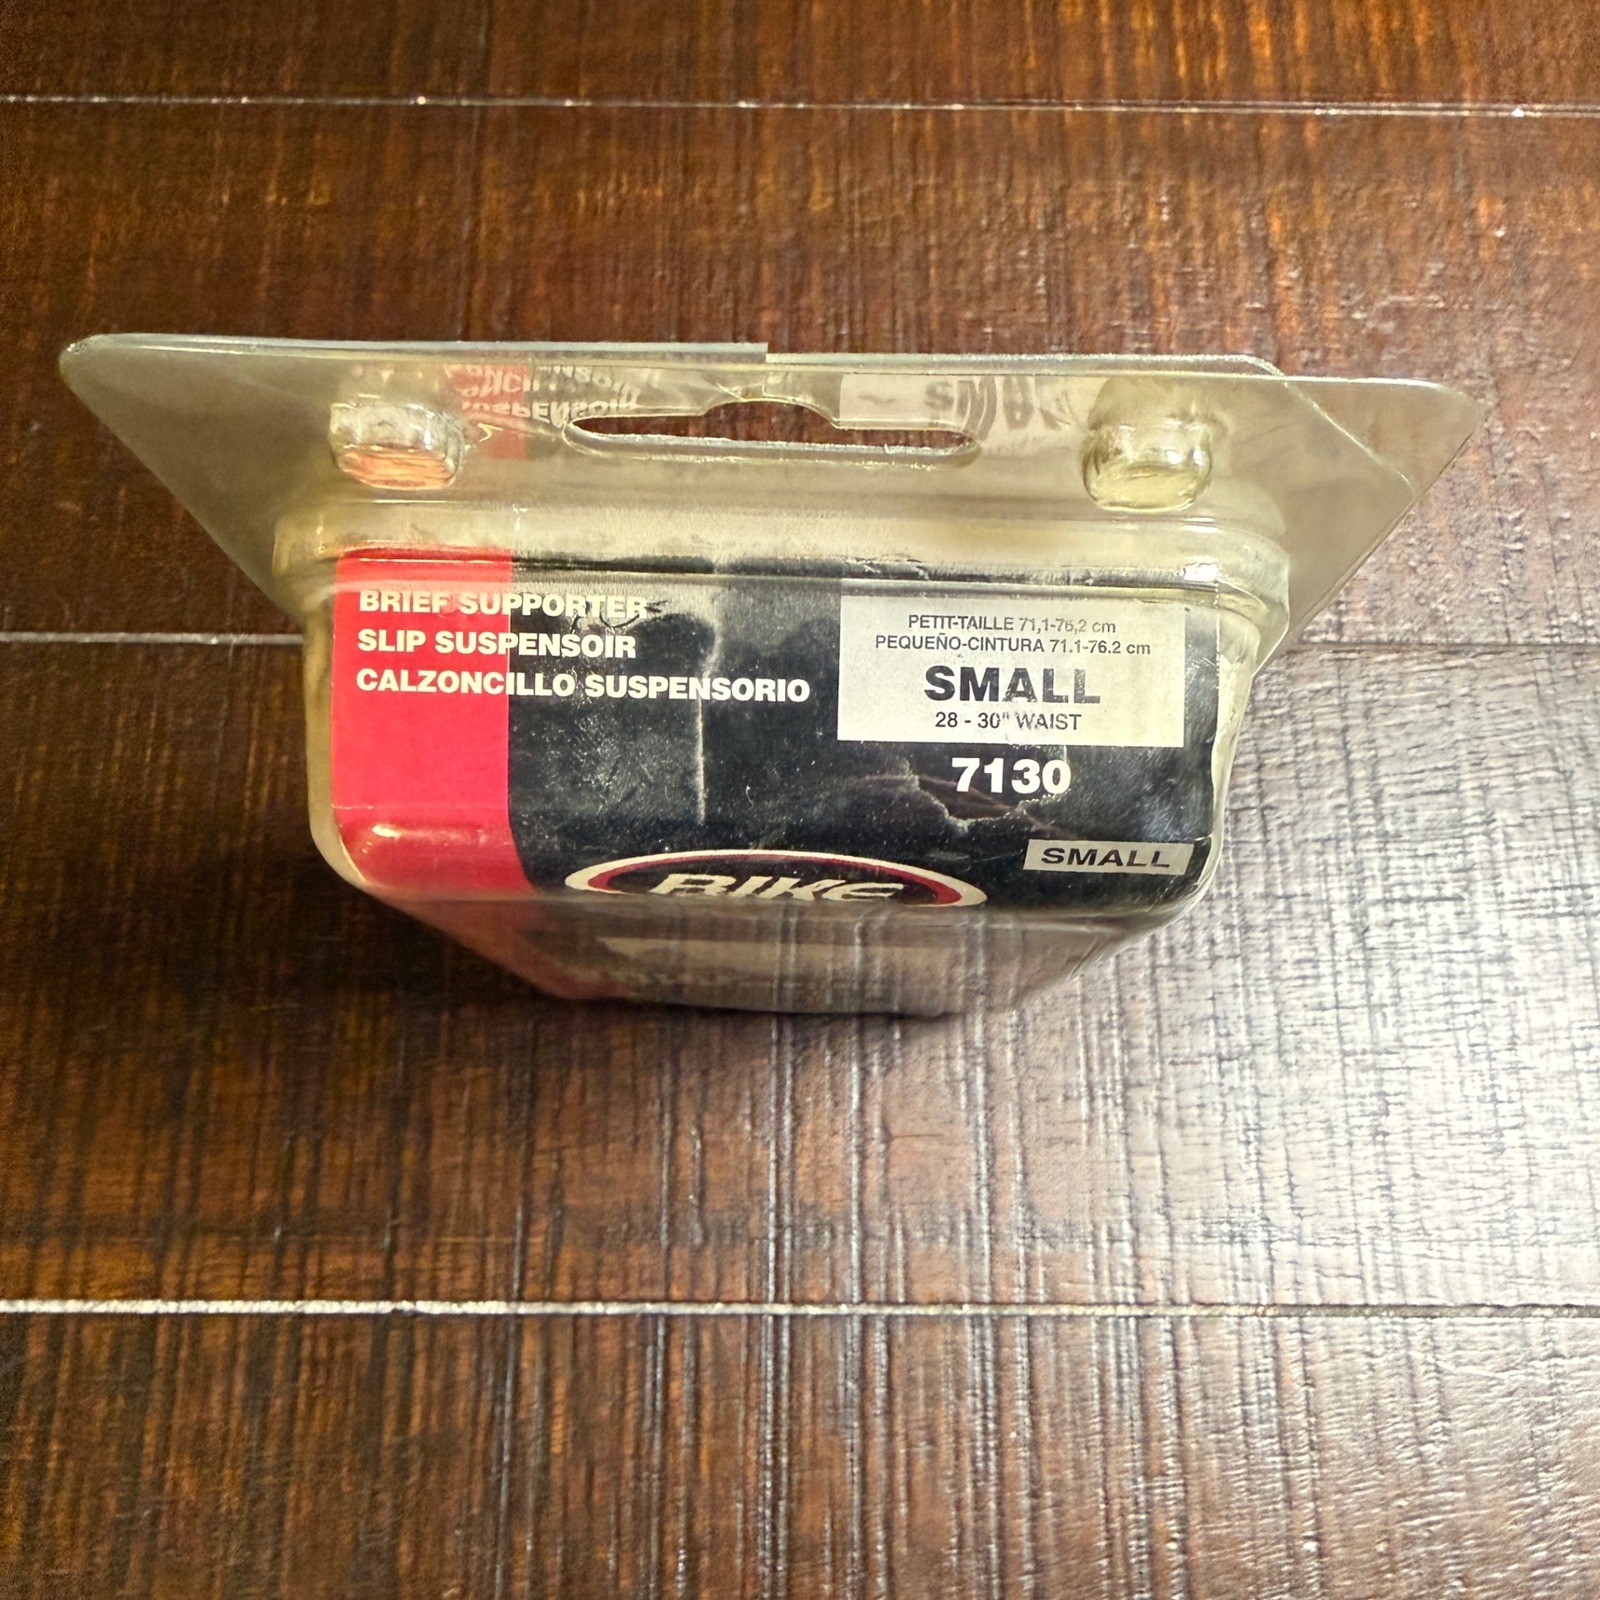 BRIEF SUPPORTER
SLIP SUSPENSOIR
CALZONCILLO SUSPENSORIO
PETIT-TAILLE 71,1-76,2 cm
PEQUEÑO-CINTURA 71.1-76.2 cm
SMALL
28 - 30" WAIST
7130
SMALL
BIKE